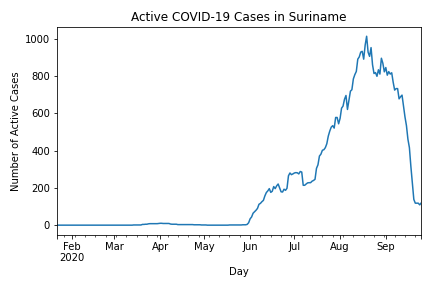 Active COVID-19 Cases in Suriname
Number of Active Cases
1000
800
600
400
200
0
Feb Mar Apr May Jun Jul Aug Sep
2020
Day